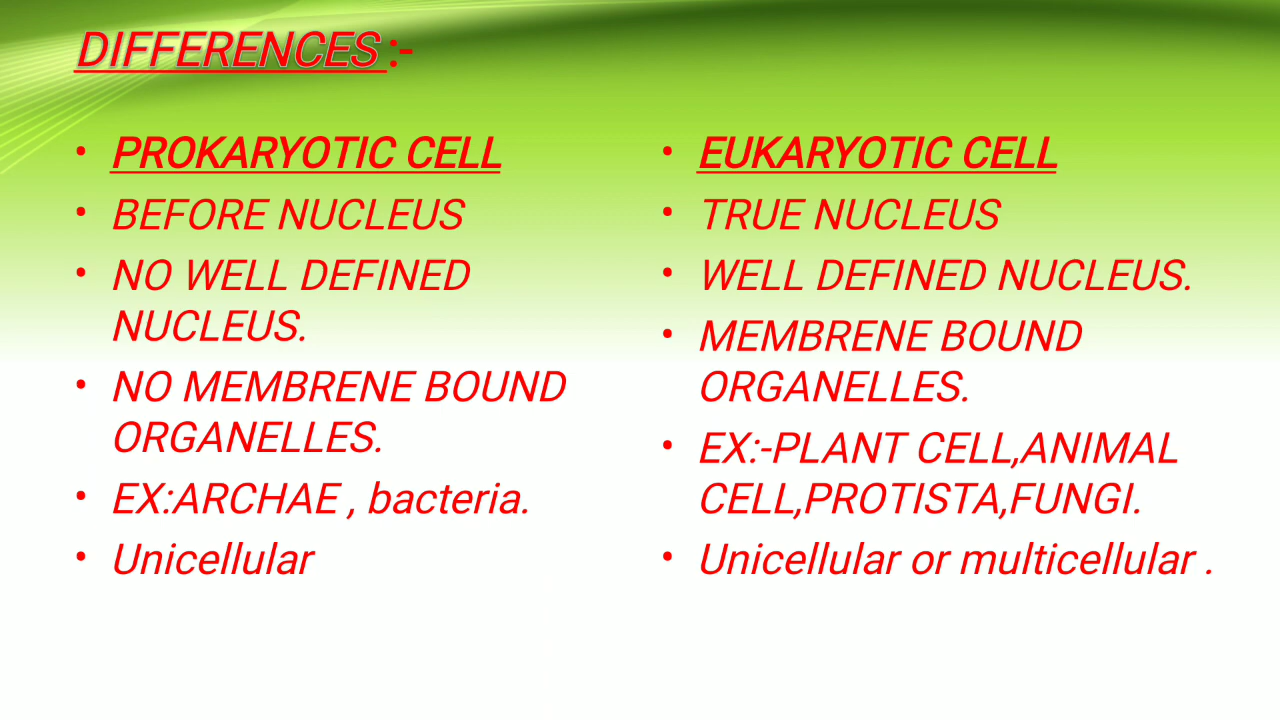 DIFFERENCES :-
• PROKARYOTIC CELL
• BEFORE NUCLEUS
• NO WELL DEFINED
NUCLEUS.
• NO MEMBRENE BOUND
ORGANELLES.
• EX:ARCHAE , bacteria.
• Unicellular
• EUKARYOTIC CELL
• TRUE NUCLEUS
• WELL DEFINED NUCLEUS.
• MEMBRENE BOUND
ORGANELLES.
• EX:-PLANT CELL,ANIMAL
CELL,PROTISTA,FUNGI.
• Unicellular or multicellular .